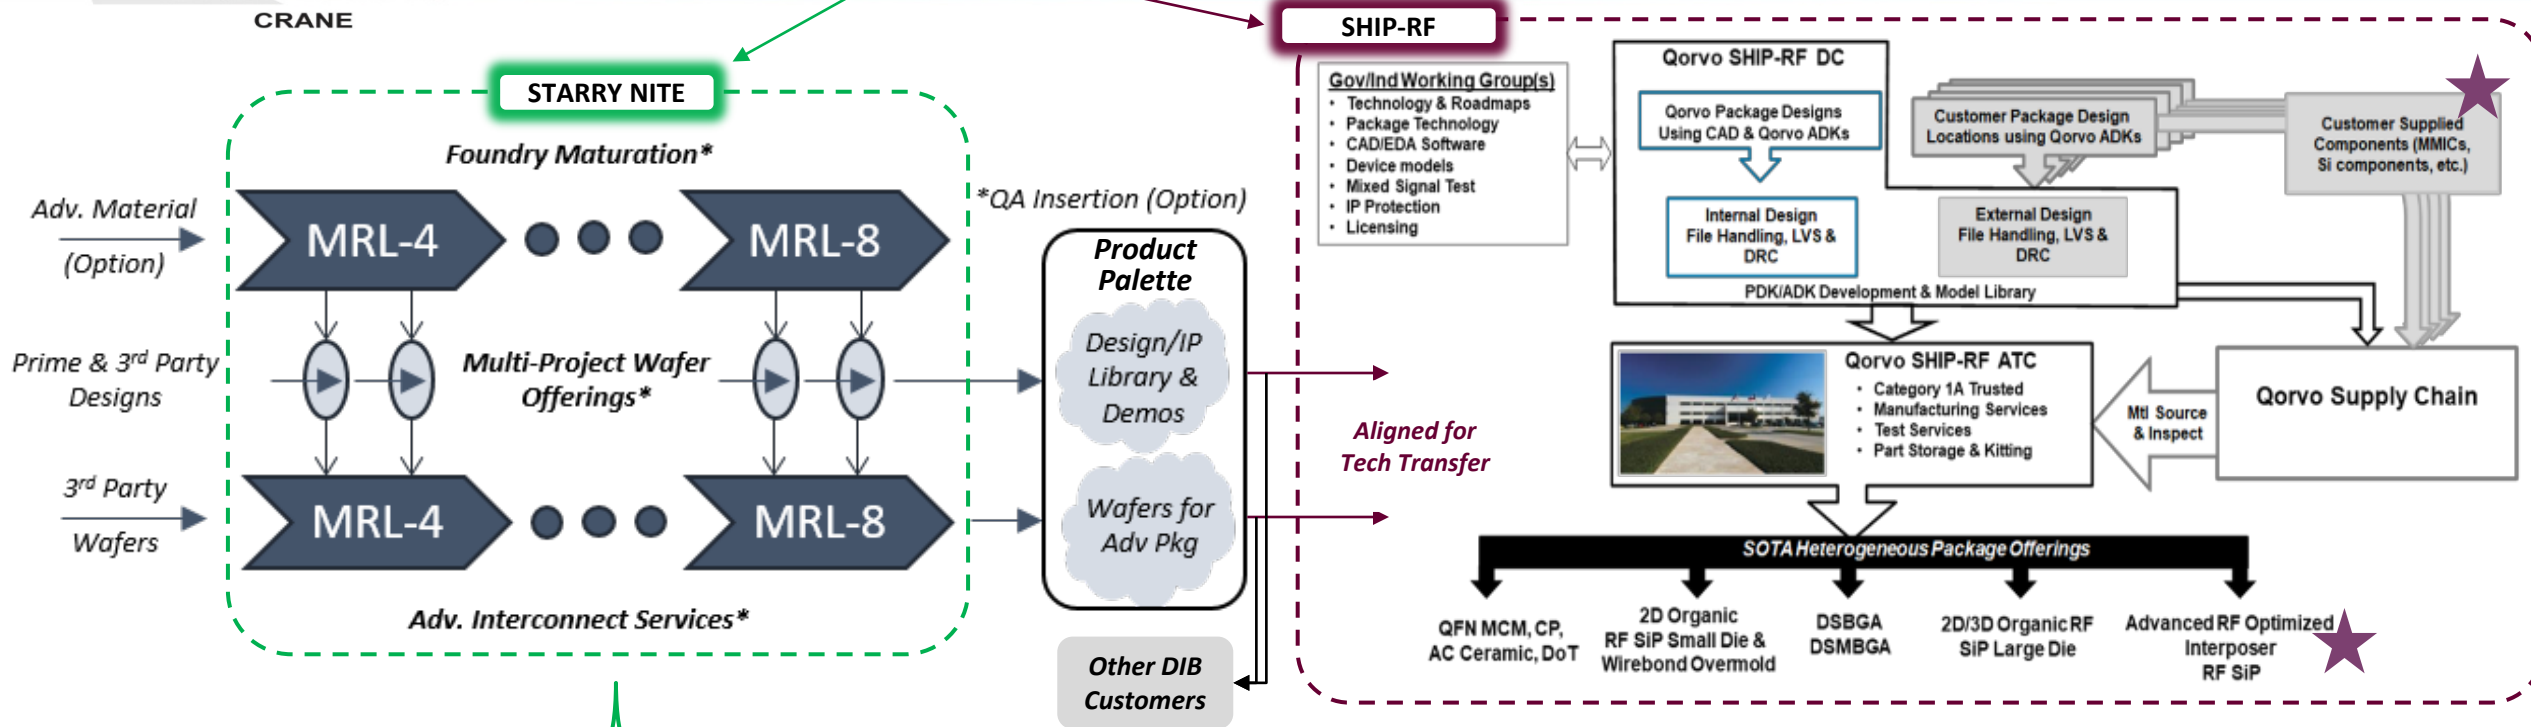 CRANE
STARRY NITE
Foundry Maturation*
Adv. Material
(Option)
MRL-4
MRL-8
Prime & 3rd Party
Designs
Multi-Project Wafer
Offerings*
3rd Party
Wafers
MRL-4
MRL-8
Adv. Interconnect Services*
*QA Insertion (Option)
Product
Palette
Design/IP
Library &
Demos
Wafers for
Adv Pkg
Other DIB
Customers
Aligned for
Tech Transfer
SHIP-RF
Gov/Ind Working Group(s)
• Technology & Roadmaps
• Package Technology
• CAD/EDA Software
• Device models
• Mixed Signal Test
• IP Protection
• Licensing
Qorvo SHIP-RF DC
Qorvo Package Designs
Using CAD & Qorvo ADKs
Customer Package Design
Locations using Qorvo ADKs
Customer Supplied
Components (MMICs,
Si components, etc.)
Internal Design
File Handling, LVS &
DRC
External Design
File Handling, LVS &
DRC
PDK/ADK Development & Model Library
Qorvo SHIP-RF ATC
• Category 1A Trusted
• Manufacturing Services
• Test Services
• Part Storage & Kitting
Mtl Source
& Inspect
Qorvo Supply Chain
SOTA Heterogeneous Package Offerings
QFN MCM, CP,
AC Ceramic, DoT
2D Organic
RF SiP Small Die &
Wirebond Overmold
DSBGA
DSMBGA
2D/3D Organic RF
SiP Large Die
Advanced RF Optimized
Interposer
RF SiP